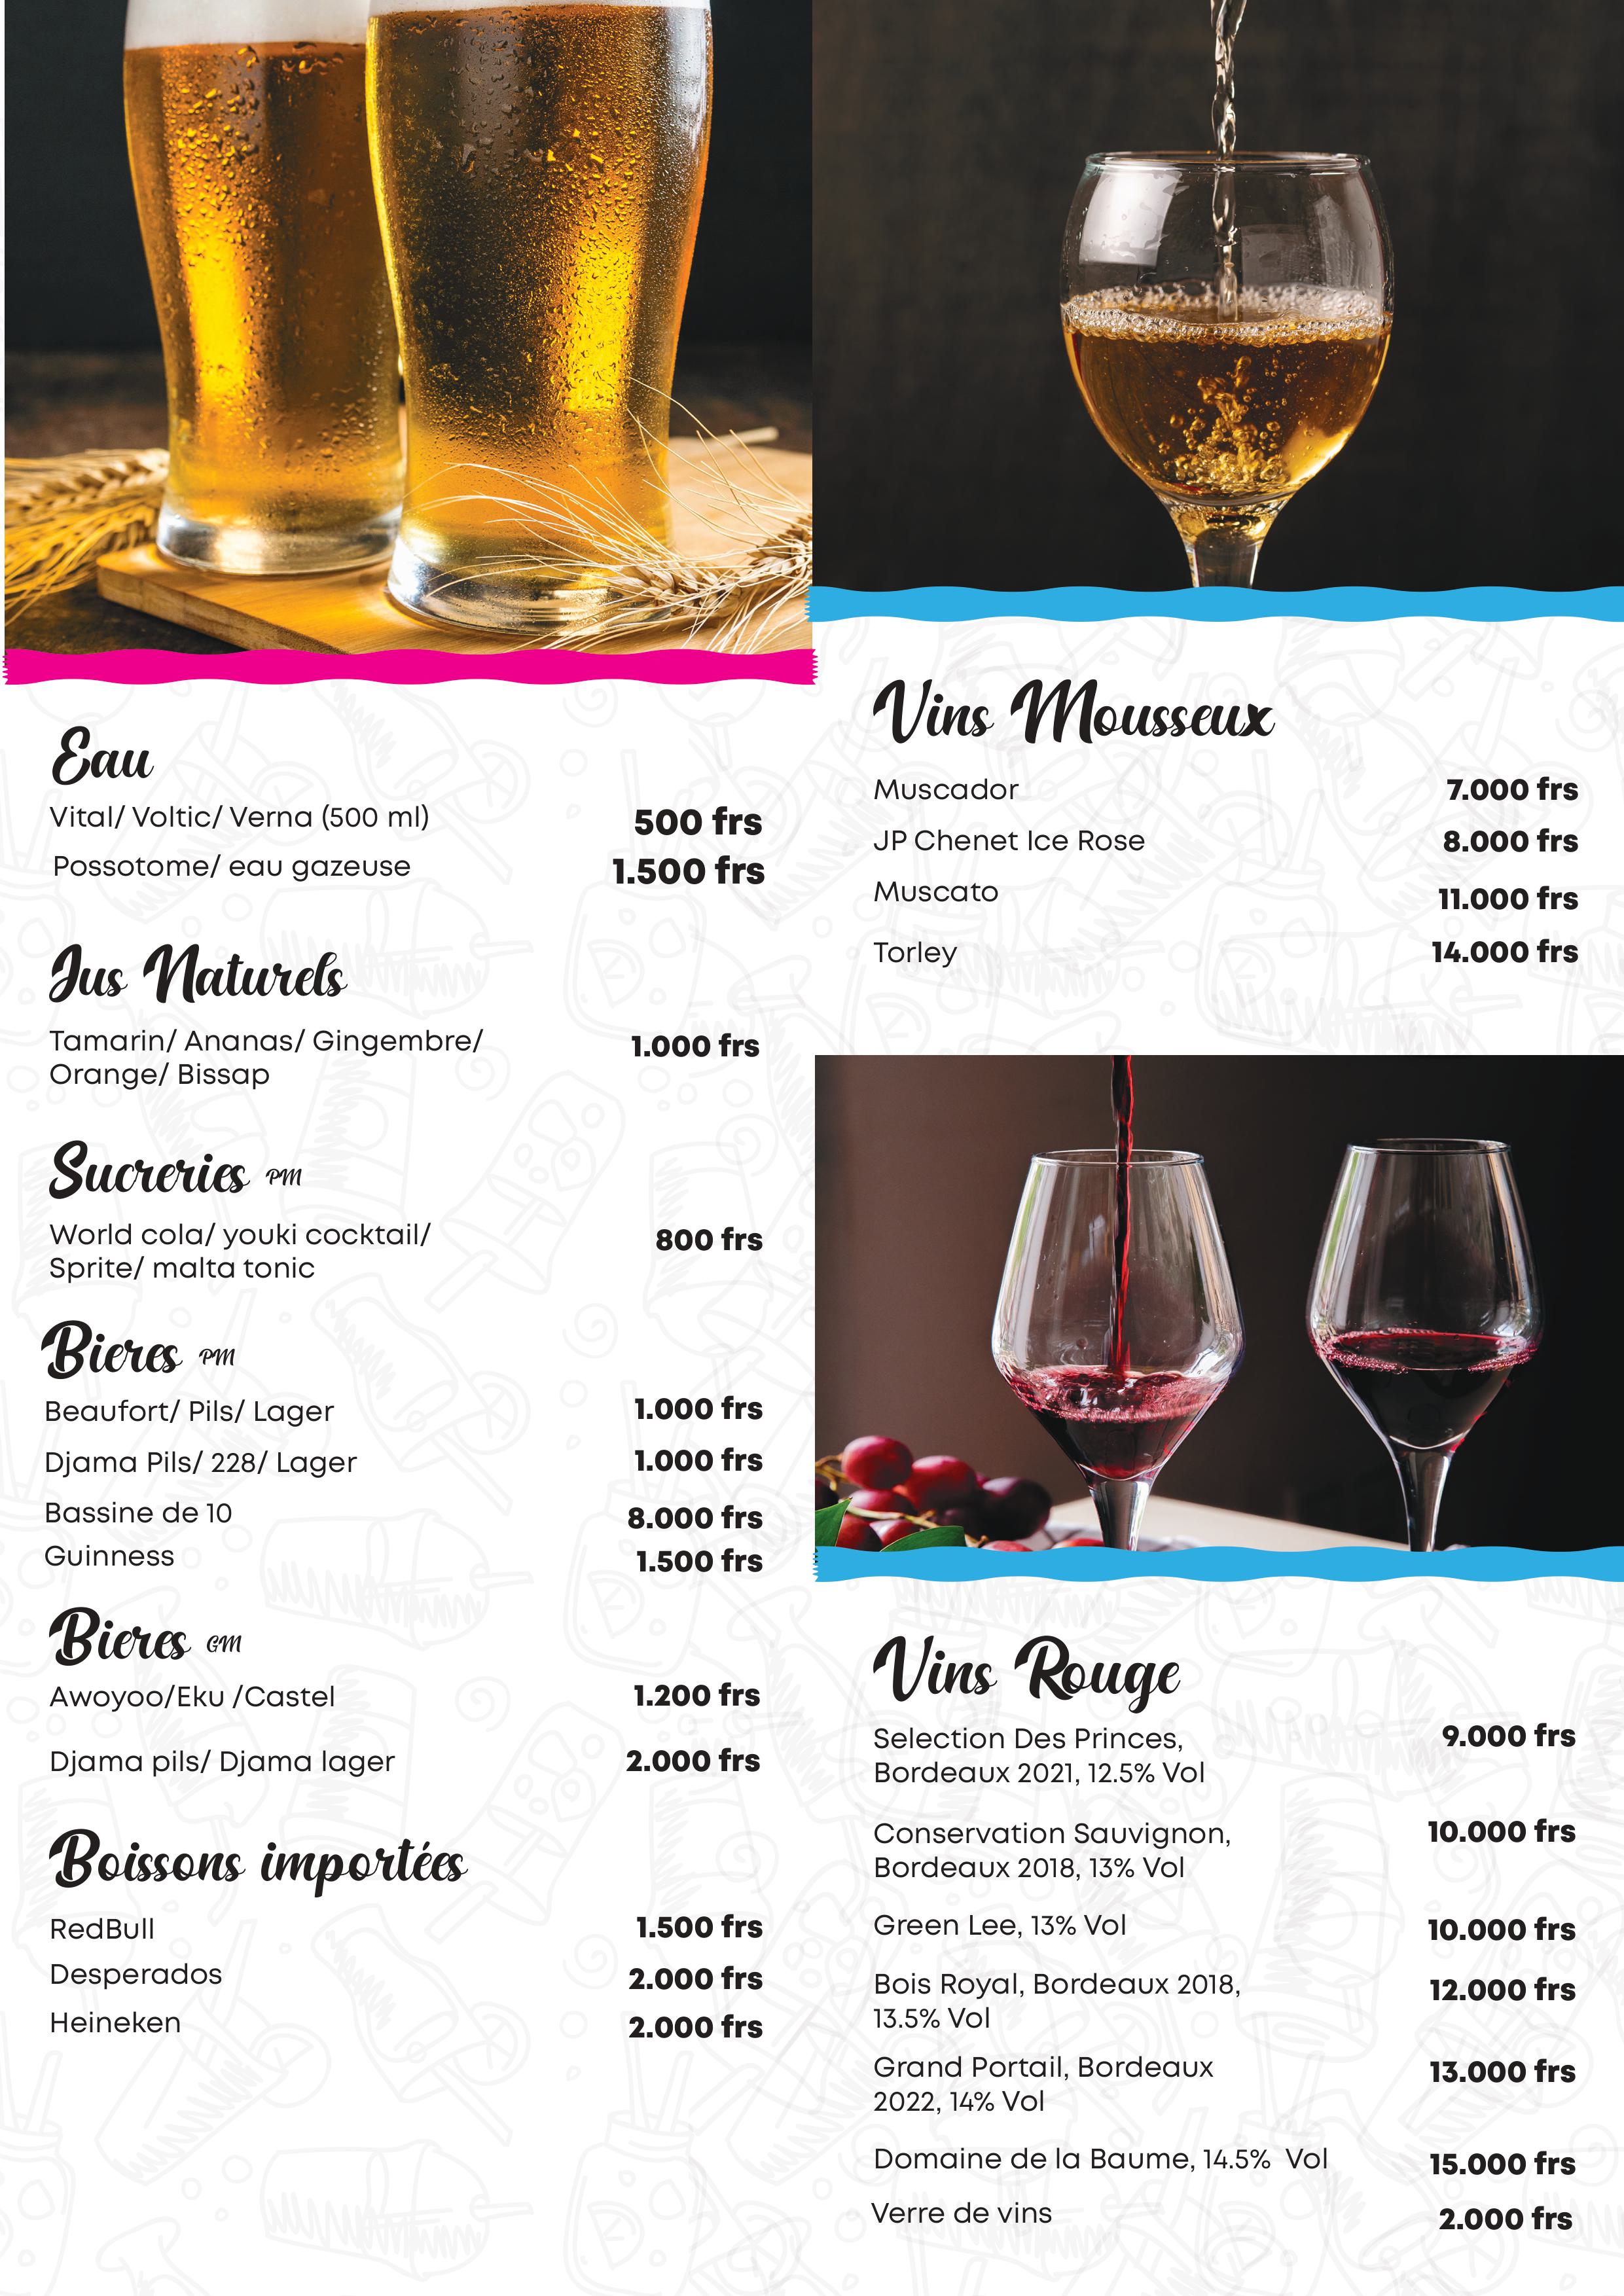 Eau
Vital/ Voltic/ Verna (500 ml) 500 frs
Possotome/ eau gazeuse 1.500 frs
Jus Naturels
Tamarin/ Ananas/ Gingembre/ 1.000 frs
Orange/ Bissap
Sucreries PM
World cola/ youki cocktail/ 800 frs
Sprite/ malta tonic
Bieres PM
Beaufort/ Pils/ Lager 1.000 frs
Djama Pils/ 228/ Lager 1.000 frs
Bassine de 10 8.000 frs
Guinness 1.500 frs
Bieres GM
Awoyoo/Eku /Castel 1.200 frs
Djama pils/ Djama lager 2.000 frs
Boissons importées
RedBull 1.500 frs
Desperados 2.000 frs
Heineken 2.000 frs
Vins Mousseux
Muscador 7.000 frs
JP Chenet Ice Rose 8.000 frs
Muscato 11.000 frs
Torley 14.000 frs
Vins Rouge
Selection Des Princes, 9.000 frs
Bordeaux 2021, 12.5% Vol
Conservation Sauvignon, 10.000 frs
Bordeaux 2018, 13% Vol
Green Lee, 13% Vol 10.000 frs
Bois Royal, Bordeaux 2018, 12.000 frs
13.5% Vol
Grand Portail, Bordeaux 13.000 frs
2022, 14% Vol
Domaine de la Baume, 14.5% Vol 15.000 frs
Verre de vins 2.000 frs